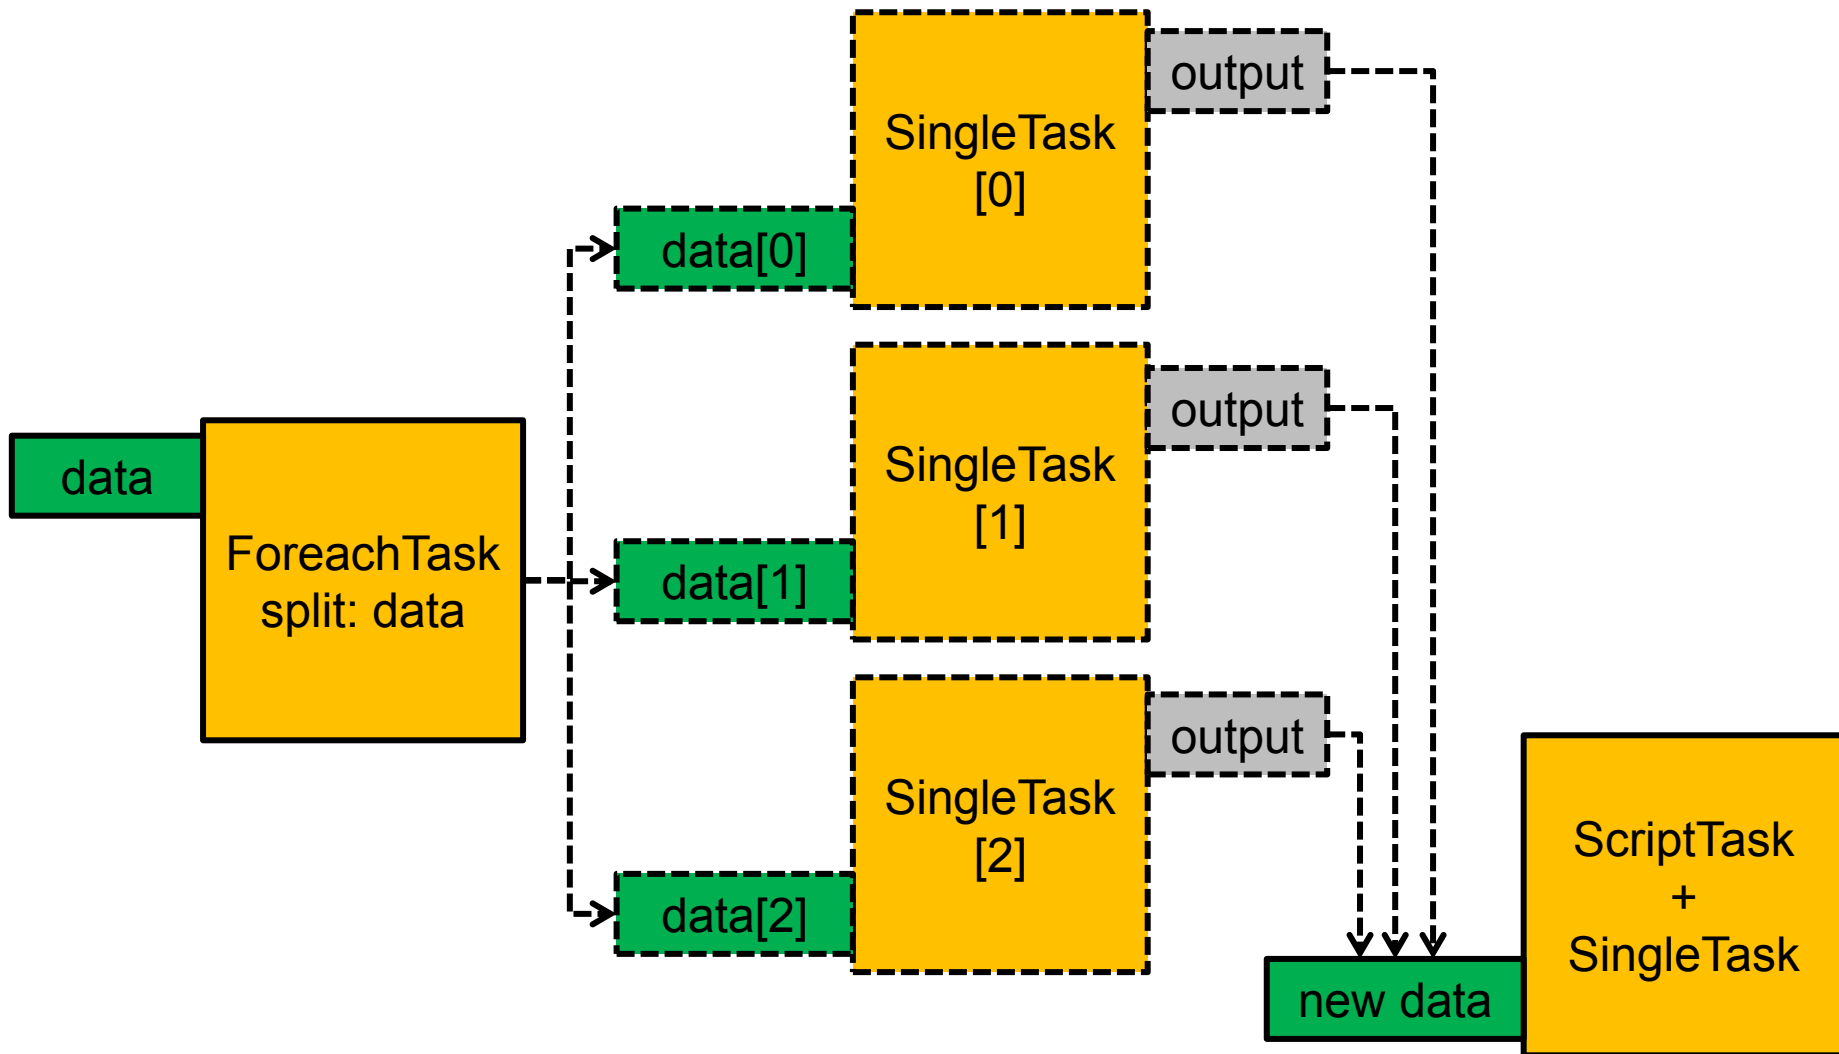 data
ForeachTask
split: data
data[0]
SingleTask
[0]
output
data[1]
SingleTask
[1]
output
data[2]
SingleTask
[2]
output
new data
ScriptTask
+
SingleTask